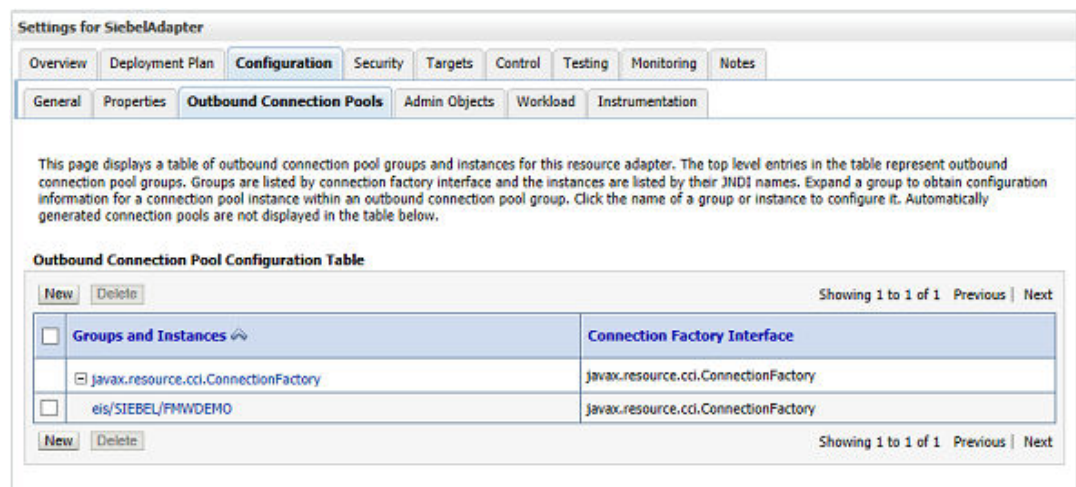 Settings for SiebelAdapter
Overview Deployment Plan Configuration Security Targets Control Testing Monitoring Notes
General Properties Outbound Connection Pools Admin Objects Workload Instrumentation
This page displays a table of outbound connection pool groups and instances for this resource adapter. The top level entries in the table represent outbound
connection pool groups. Groups are listed by connection factory interface and the instances are listed by their JNDI names. Expand a group to obtain configuration
information for a connection pool instance within an outbound connection pool group. Click the name of a group or instance to configure it. Automatically
generated connection pools are not displayed in the table below.
Outbound Connection Pool Configuration Table
New Delete Showing 1 to 1 of 1 Previous | Next
Groups and Instances Connection Factory Interface
javax.resource.cci.ConnectionFactory javax.resource.cci.ConnectionFactory
eis/SIEBEL/FMWDEMO javax.resource.cci.ConnectionFactory
New Delete Showing 1 to 1 of 1 Previous | Next